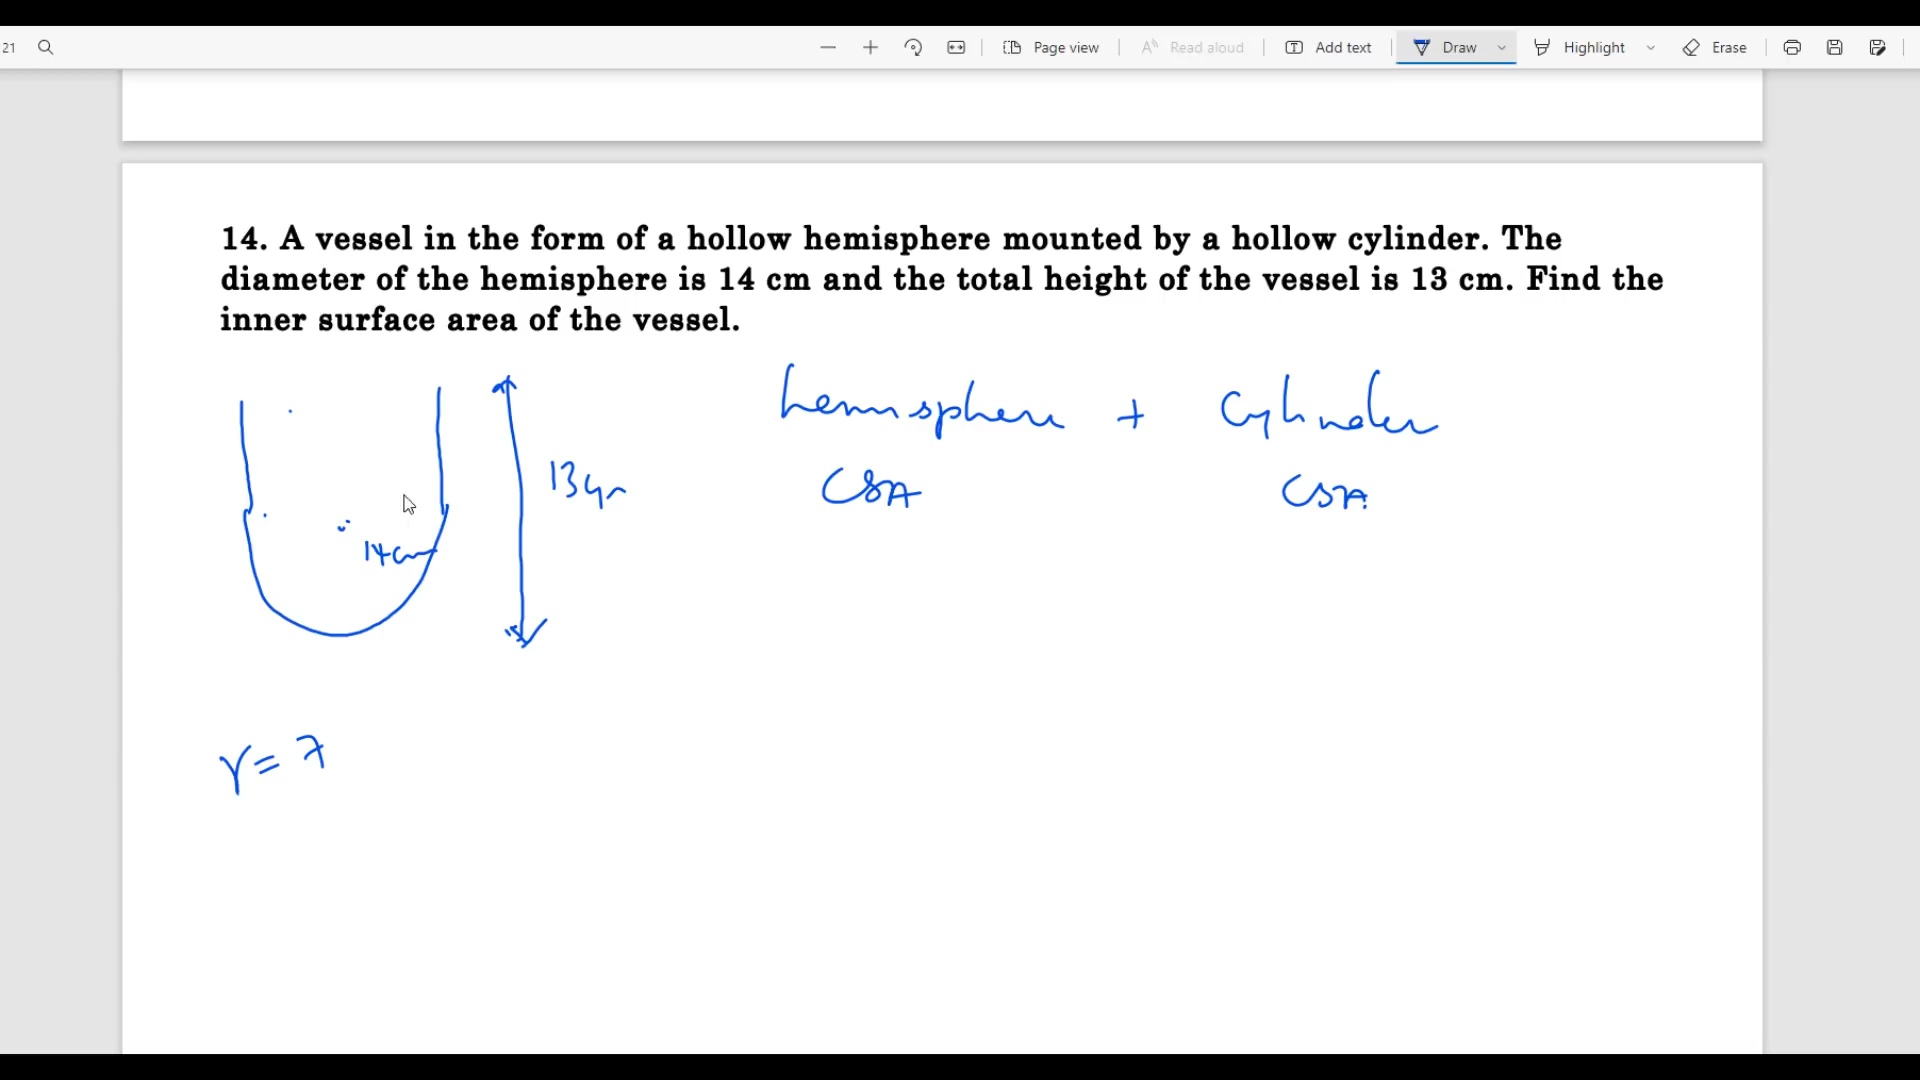 21 Page view Read aloud Add text Draw Highlight Erase
14. A vessel in the form of a hollow hemisphere mounted by a hollow cylinder. The
diameter of the hemisphere is 14 cm and the total height of the vessel is 13 cm. Find the
inner surface area of the vessel.
hemisphere + Cylinder
13cm CSA CSA
14cm
r = 7